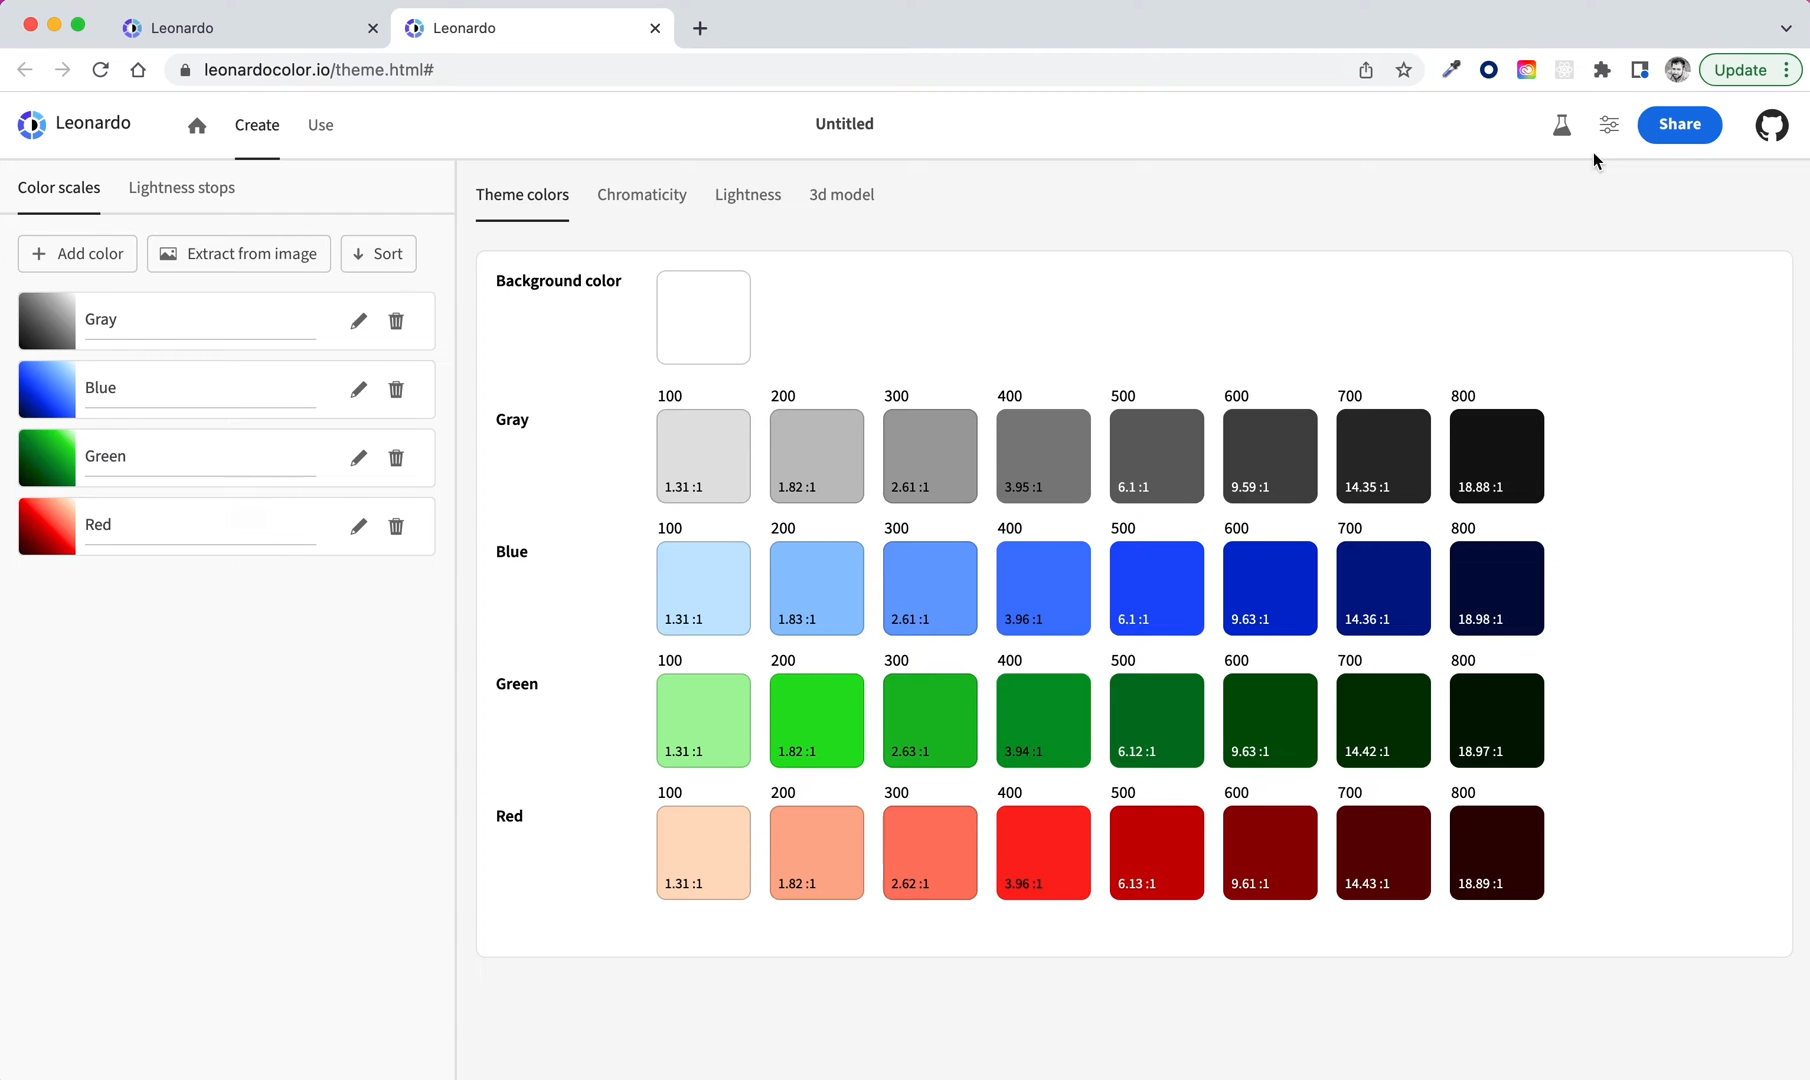 Leonardo
Leonardo
leonardocolor.io/theme.html#
Update
Leonardo
Create
Use
Untitled
Share
Color scales
Lightness stops
Theme colors
Chromaticity
Lightness
3d model
Add color
Extract from image
Sort
Gray
Blue
Green
Red
Background color
Gray
100 200 300 400 500 600 700 800
1.31 :1 1.82 :1 2.61 :1 3.95 :1 6.1 :1 9.59 :1 14.35 :1 18.88 :1
Blue
100 200 300 400 500 600 700 800
1.31 :1 1.83 :1 2.61 :1 3.96 :1 6.1 :1 9.63 :1 14.36 :1 18.98 :1
Green
100 200 300 400 500 600 700 800
1.31 :1 1.82 :1 2.63 :1 3.94 :1 6.12 :1 9.63 :1 14.42 :1 18.97 :1
Red
100 200 300 400 500 600 700 800
1.31 :1 1.82 :1 2.62 :1 3.96 :1 6.13 :1 9.61 :1 14.43 :1 18.89 :1